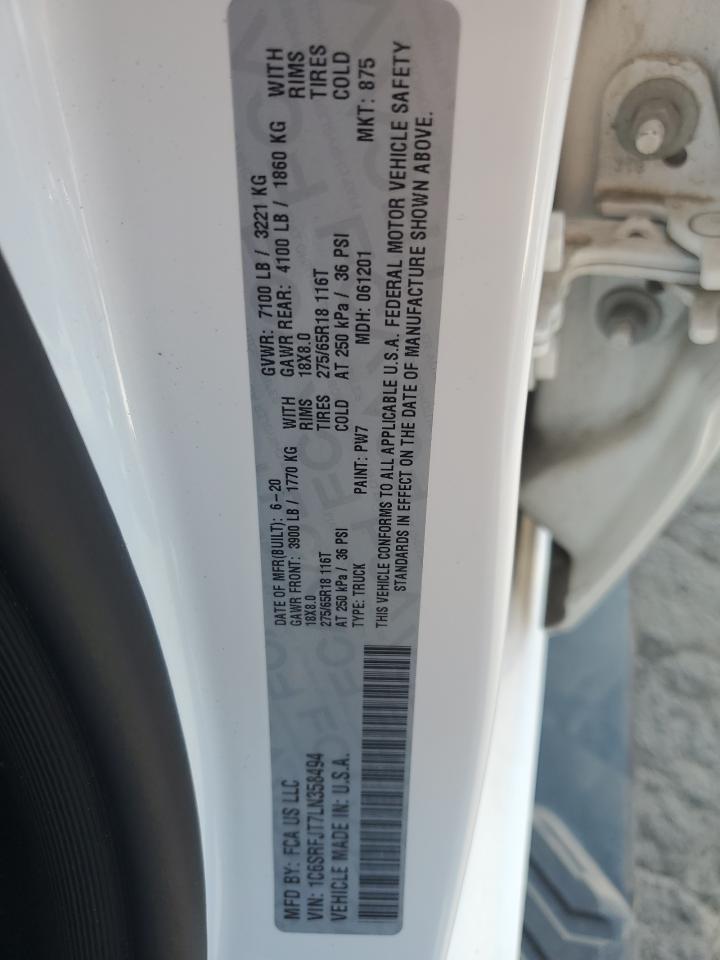 MFD BY: FCA US LLC
VIN: 1C6SRFJT7LN358494
VEHICLE MADE IN: U.S.A.
DATE OF MFR(BUILT): 6-20 GVWR: 7100 LB / 3221 KG
GAWR FRONT: 3900 LB / 1770 KG WITH GAWR REAR: 4100 LB / 1860 KG WITH
18X8.0 RIMS 18X8.0 RIMS
275/65R18 116T TIRES 275/65R18 116T TIRES
AT 250 kPa / 36 PSI COLD AT 250 kPa / 36 PSI COLD
TYPE: TRUCK PAINT: PW7 MDH: 061201 MKT: 875
THIS VEHICLE CONFORMS TO ALL APPLICABLE U.S.A. FEDERAL MOTOR VEHICLE SAFETY
STANDARDS IN EFFECT ON THE DATE OF MANUFACTURE SHOWN ABOVE.